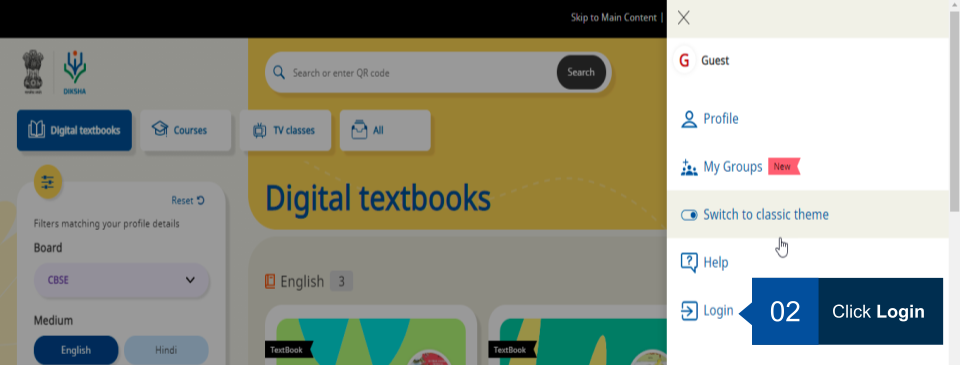 Skip to Main Content |
G Guest
DIKSHA
Search or enter QR code
Search
Digital textbooks
Courses
TV classes
All
Profile
My Groups New
Reset
Digital textbooks
Switch to classic theme
Filters matching your profile details
Board
CBSE
English 3
Help
Medium
English
Hindi
TextBook
TextBook
Login
02
Click Login